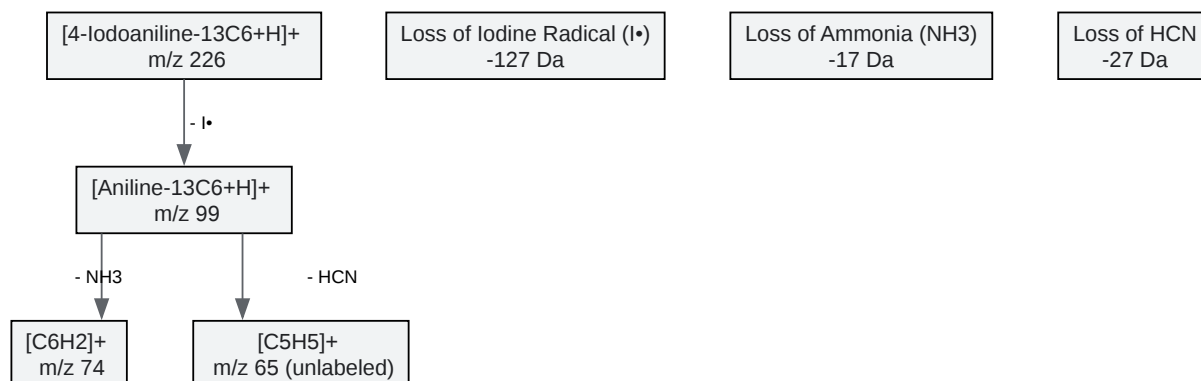 [4-Iodoaniline-13C6+H]+
m/z 226
Loss of Iodine Radical (I•)
-127 Da
Loss of Ammonia (NH3)
-17 Da
Loss of HCN
-27 Da
- I•
[Aniline-13C6+H]+
m/z 99
- NH3
- HCN
[C6H2]+
m/z 74
[C5H5]+
m/z 65 (unlabeled)